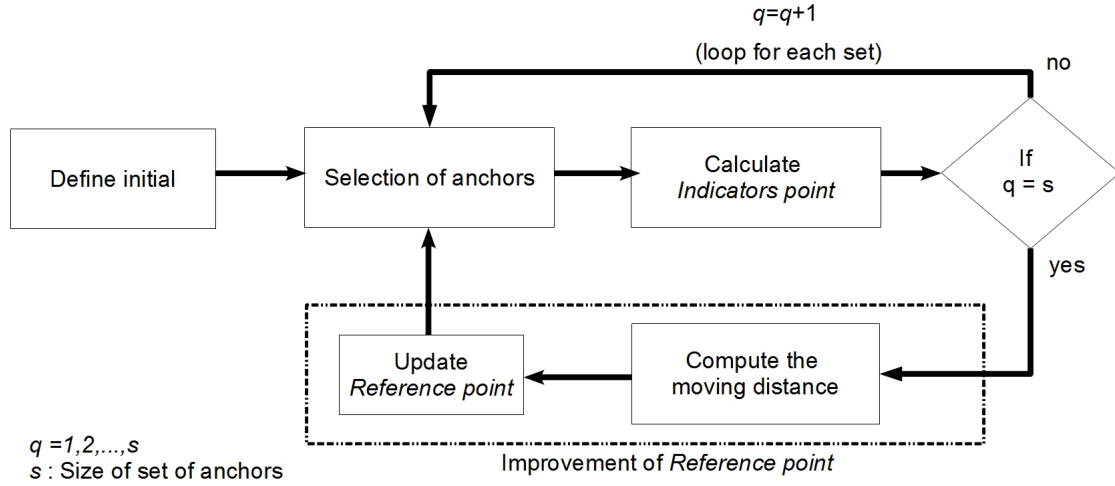 q=q+1
(loop for each set)
no
Define initial
Selection of anchors
Calculate
Indicators point
If
q = s
yes
Update
Reference point
Compute the
moving distance
q =1,2,...,s
s : Size of set of anchors
Improvement of Reference point